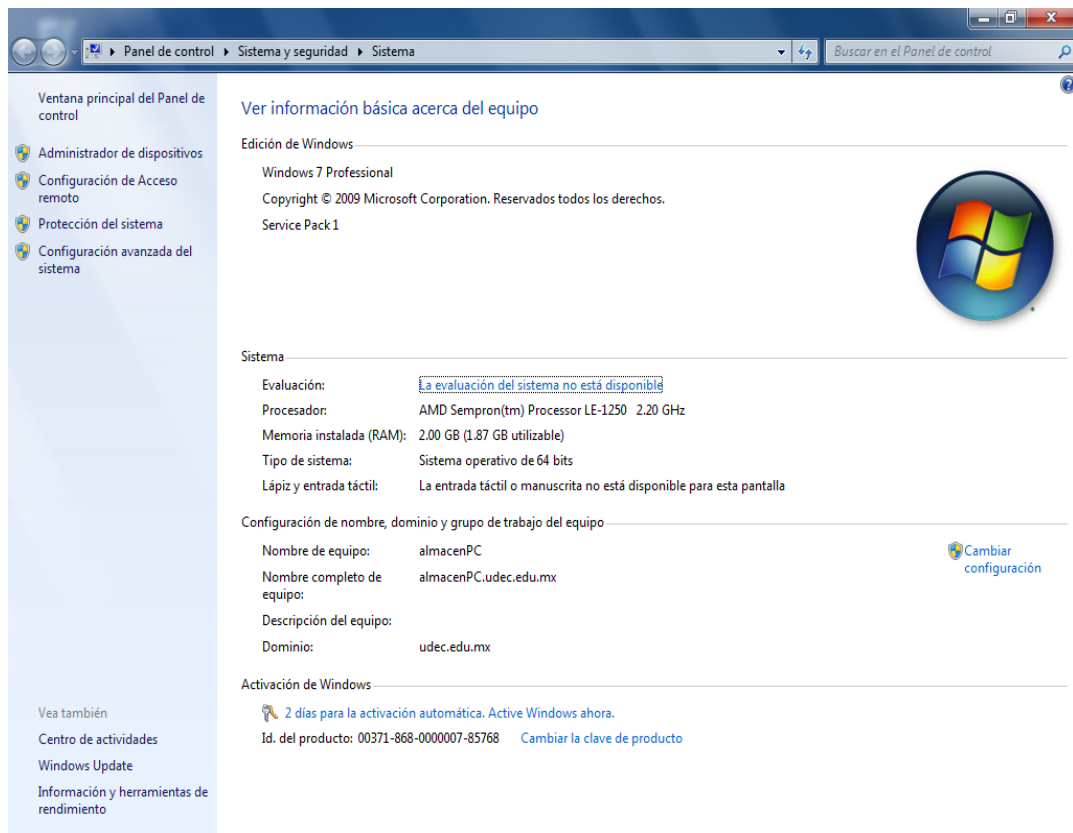 Panel de control ▸ Sistema y seguridad ▸ Sistema
Buscar en el Panel de control
Ventana principal del Panel de
control
Administrador de dispositivos
Configuración de Acceso
remoto
Protección del sistema
Configuración avanzada del
sistema
Vea también
Centro de actividades
Windows Update
Información y herramientas de
rendimiento
Ver información básica acerca del equipo
Edición de Windows
Windows 7 Professional
Copyright © 2009 Microsoft Corporation. Reservados todos los derechos.
Service Pack 1
Sistema
Evaluación: La evaluación del sistema no está disponible
Procesador: AMD Sempron(tm) Processor LE-1250 2.20 GHz
Memoria instalada (RAM): 2.00 GB (1.87 GB utilizable)
Tipo de sistema: Sistema operativo de 64 bits
Lápiz y entrada táctil: La entrada táctil o manuscrita no está disponible para esta pantalla
Configuración de nombre, dominio y grupo de trabajo del equipo
Nombre de equipo: almacenPC
Cambiar
configuración
Nombre completo de almacenPC.udec.edu.mx
equipo:
Descripción del equipo:
Dominio: udec.edu.mx
Activación de Windows
2 días para la activación automática. Active Windows ahora.
Id. del producto: 00371-868-0000007-85768 Cambiar la clave de producto